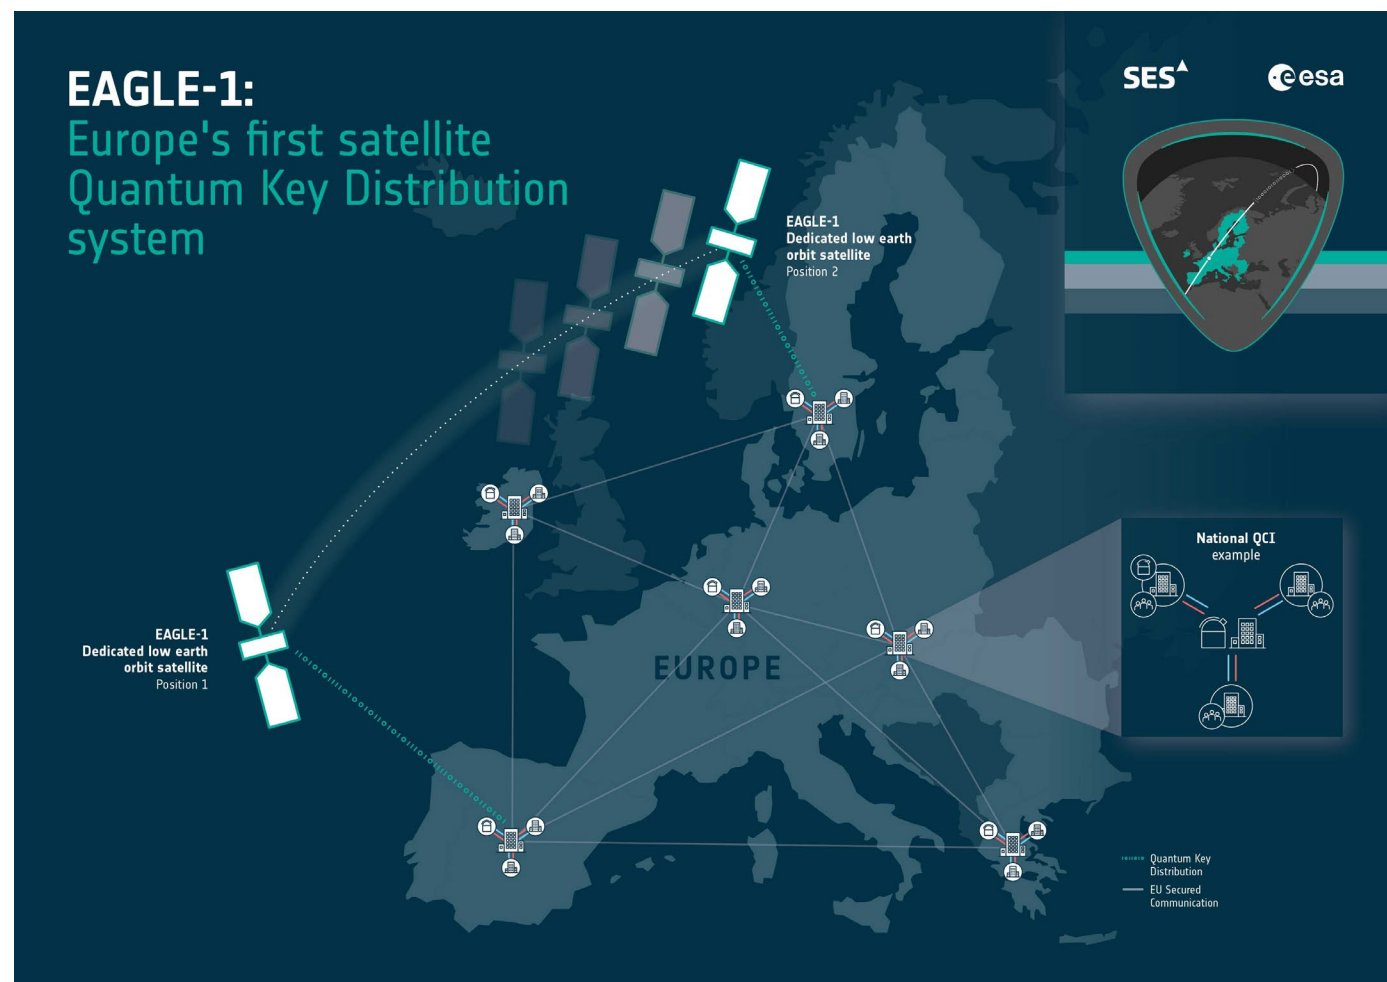 EAGLE-1:
Europe's first satellite
Quantum Key Distribution
system
SES
esa
EAGLE-1
Dedicated low earth
orbit satellite
Position 2
EAGLE-1
Dedicated low earth
orbit satellite
Position 1
EUROPE
National QCI
example
Quantum Key
Distribution
EU Secured
Communication